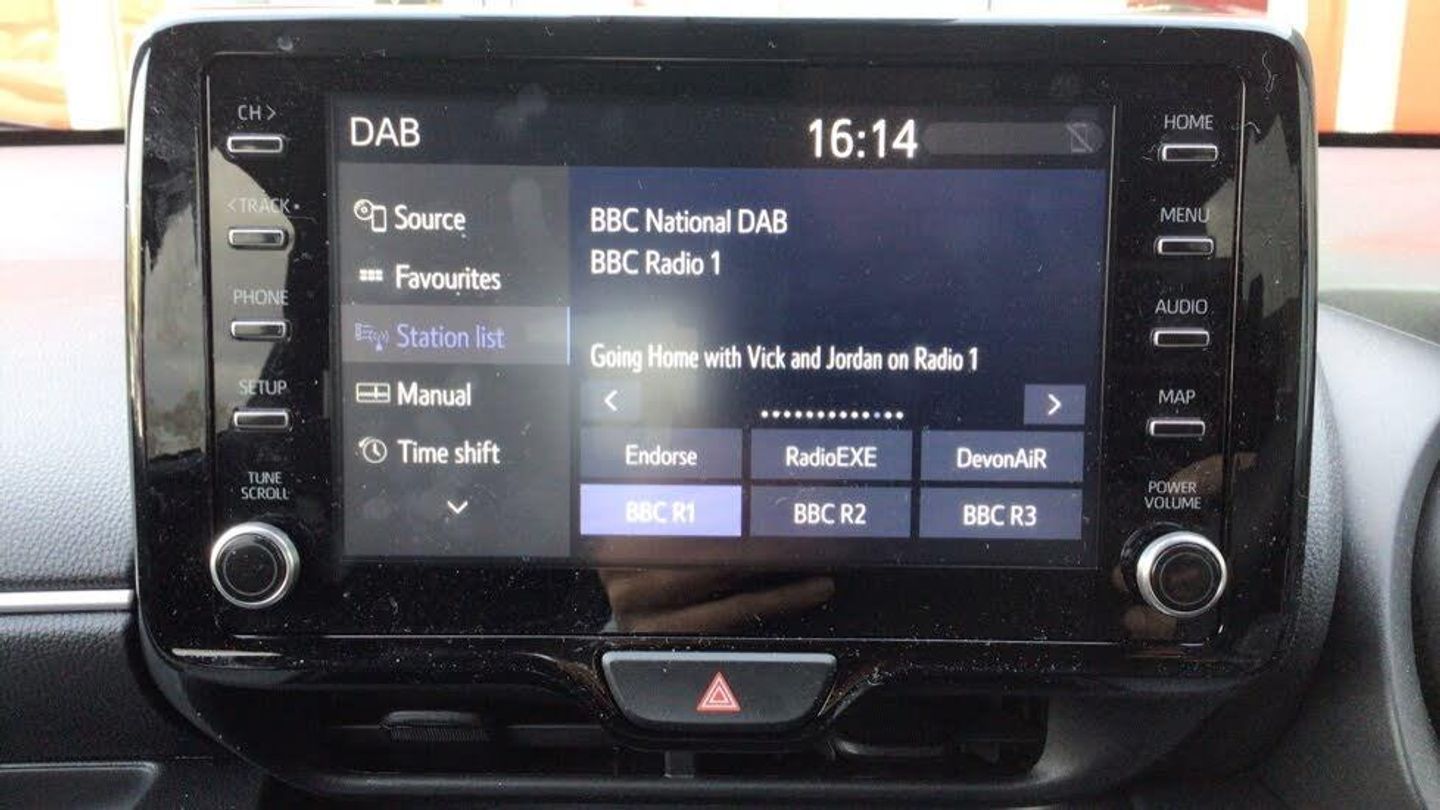 CH >
< TRACK •
PHONE
SETUP
TUNE
SCROLL
DAB
16:14
Source
Favourites
Station list
Manual
Time shift
BBC National DAB
BBC Radio 1
Going Home with Vick and Jordan on Radio 1
< >
Endorse RadioEXE DevonAiR
BBC R1 BBC R2 BBC R3
HOME
MENU
AUDIO
MAP
POWER
VOLUME